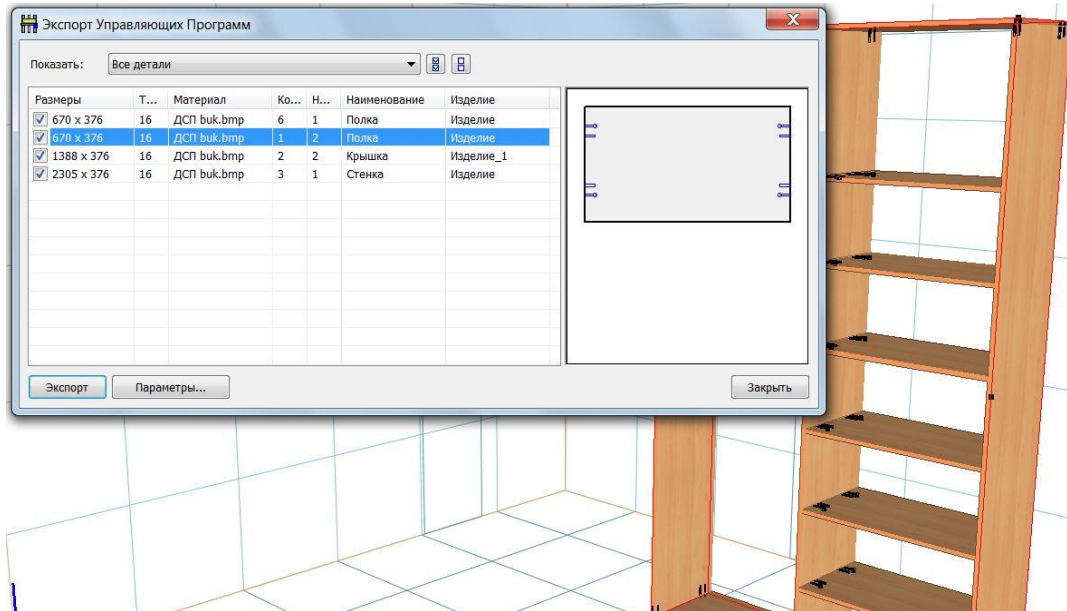 Экспорт Управляющих Программ
Показать: Все детали
Размеры Т... Материал Ко... Н... Наименование Изделие
670 x 376 16 ДСП buk.bmp 6 1 Полка Изделие
670 x 376 16 ДСП buk.bmp 1 2 Полка Изделие
1388 x 376 16 ДСП buk.bmp 2 2 Крышка Изделие_1
2305 x 376 16 ДСП buk.bmp 3 1 Стенка Изделие
Экспорт Параметры... Закрыть